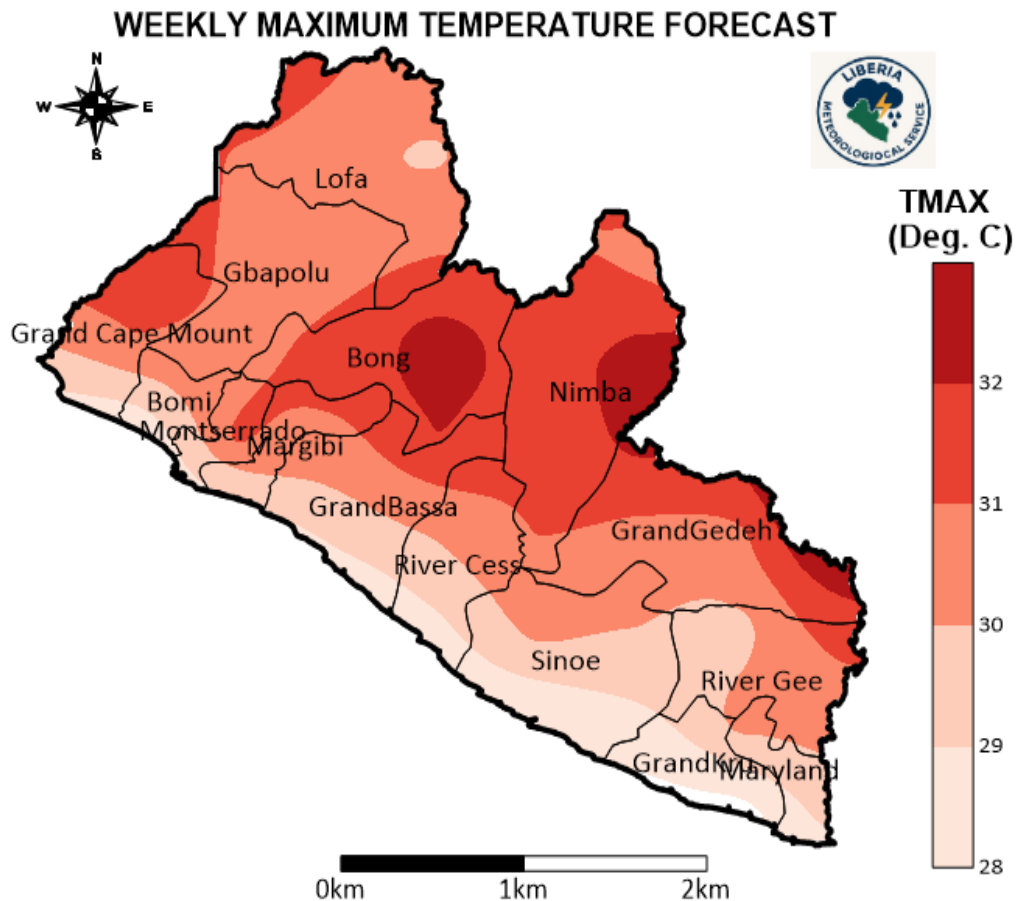 WEEKLY MAXIMUM TEMPERATURE FORECAST
N
W E
B
LIBERIA
METEOROLOGIOCAL SERVICE
TMAX
(Deg. C)
Lofa
Gbapolu
Grand Cape Mount
Bong
Nimba
Bomi
Montserrado
Margibi
GrandBassa
GrandGedeh
River Cess
Sinoe
River Gee
GrandKru
Maryland
32
31
30
29
28
0km 1km 2km